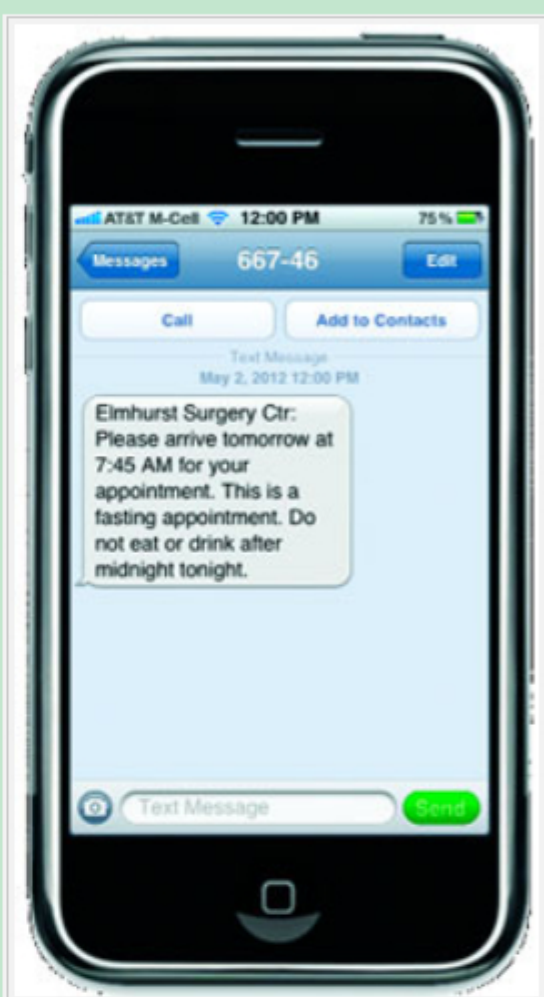 AT&T M-Cell 12:00 PM 75%
Messages 667-46 Edit
Call Add to Contacts
Text Message
May 2, 2012 12:00 PM
Elmhurst Surgery Ctr:
Please arrive tomorrow at
7:45 AM for your
appointment. This is a
fasting appointment. Do
not eat or drink after
midnight tonight.
Text Message Send